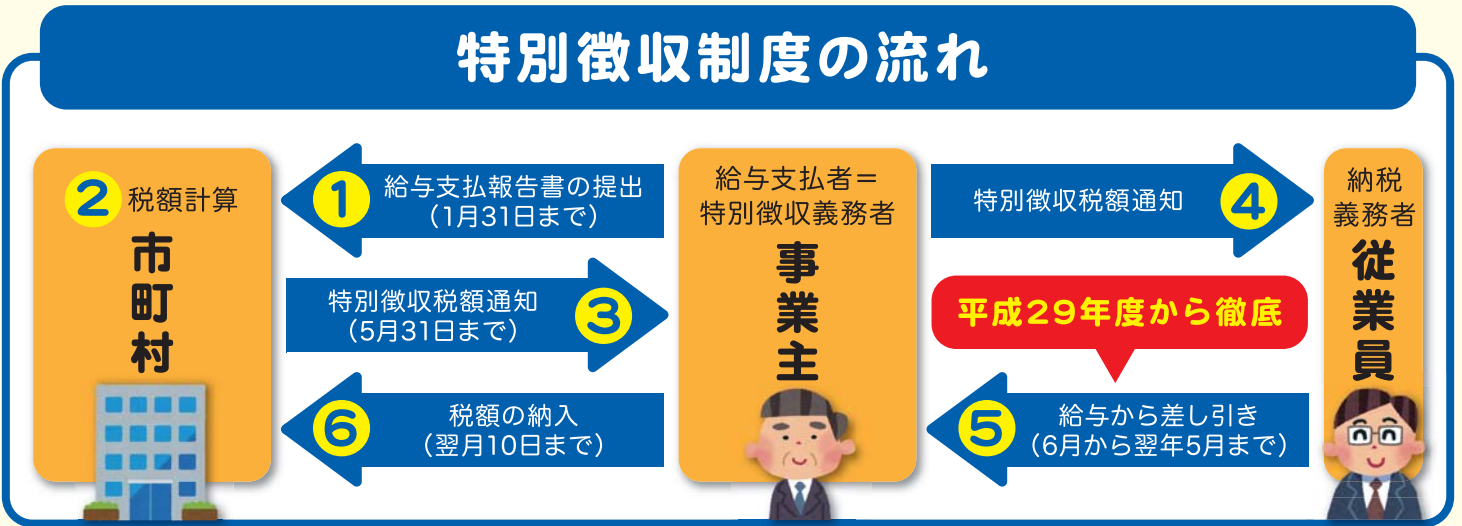 特別徴収制度の流れ
② 税額計算
市町村
① 給与支払報告書の提出
（1月31日まで）
特別徴収税額通知
（5月31日まで） ③
⑥ 税額の納入
（翌月10日まで）
給与支払者＝
特別徴収義務者
事業主
特別徴収税額通知 ④
平成29年度から徹底
⑤ 給与から差し引き
（6月から翌年5月まで）
納税
義務者
従業員